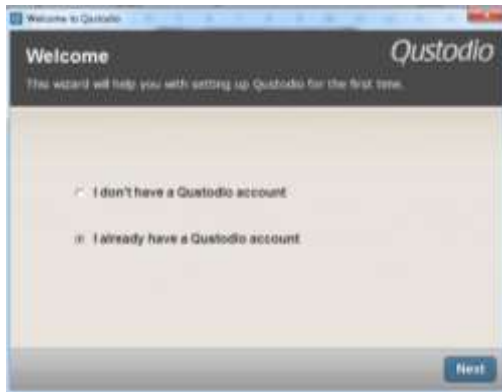 Welcome to Qustodio
Welcome
Qustodio
This wizard will help you with setting up Qustodio for the first time.
I don't have a Qustodio account
I already have a Qustodio account
Next